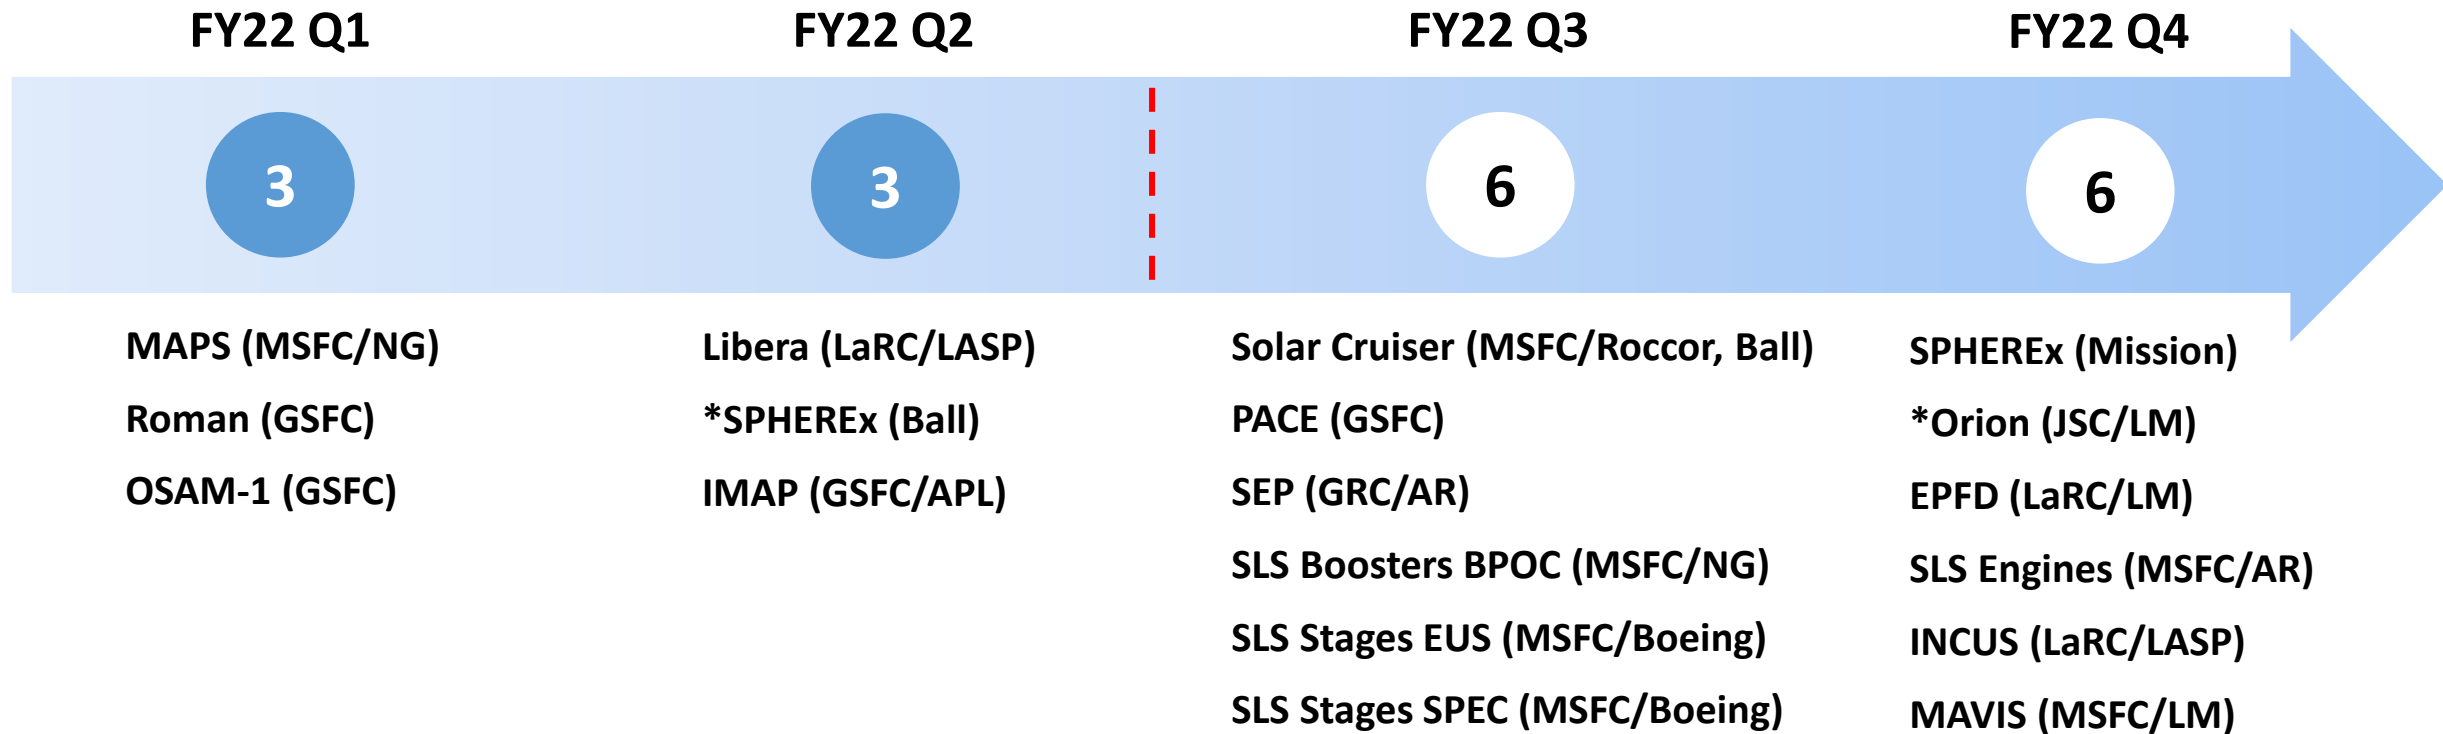 FY22 Q1
FY22 Q2
FY22 Q3
FY22 Q4
3
3
6
6
MAPS (MSFC/NG)
Roman (GSFC)
OSAM-1 (GSFC)
Libera (LaRC/LASP)
*SPHEREx (Ball)
IMAP (GSFC/APL)
Solar Cruiser (MSFC/Roccor, Ball)
PACE (GSFC)
SEP (GRC/AR)
SLS Boosters BPOC (MSFC/NG)
SLS Stages EUS (MSFC/Boeing)
SLS Stages SPEC (MSFC/Boeing)
SPHEREx (Mission)
*Orion (JSC/LM)
EPFD (LaRC/LM)
SLS Engines (MSFC/AR)
INCUS (LaRC/LASP)
MAVIS (MSFC/LM)